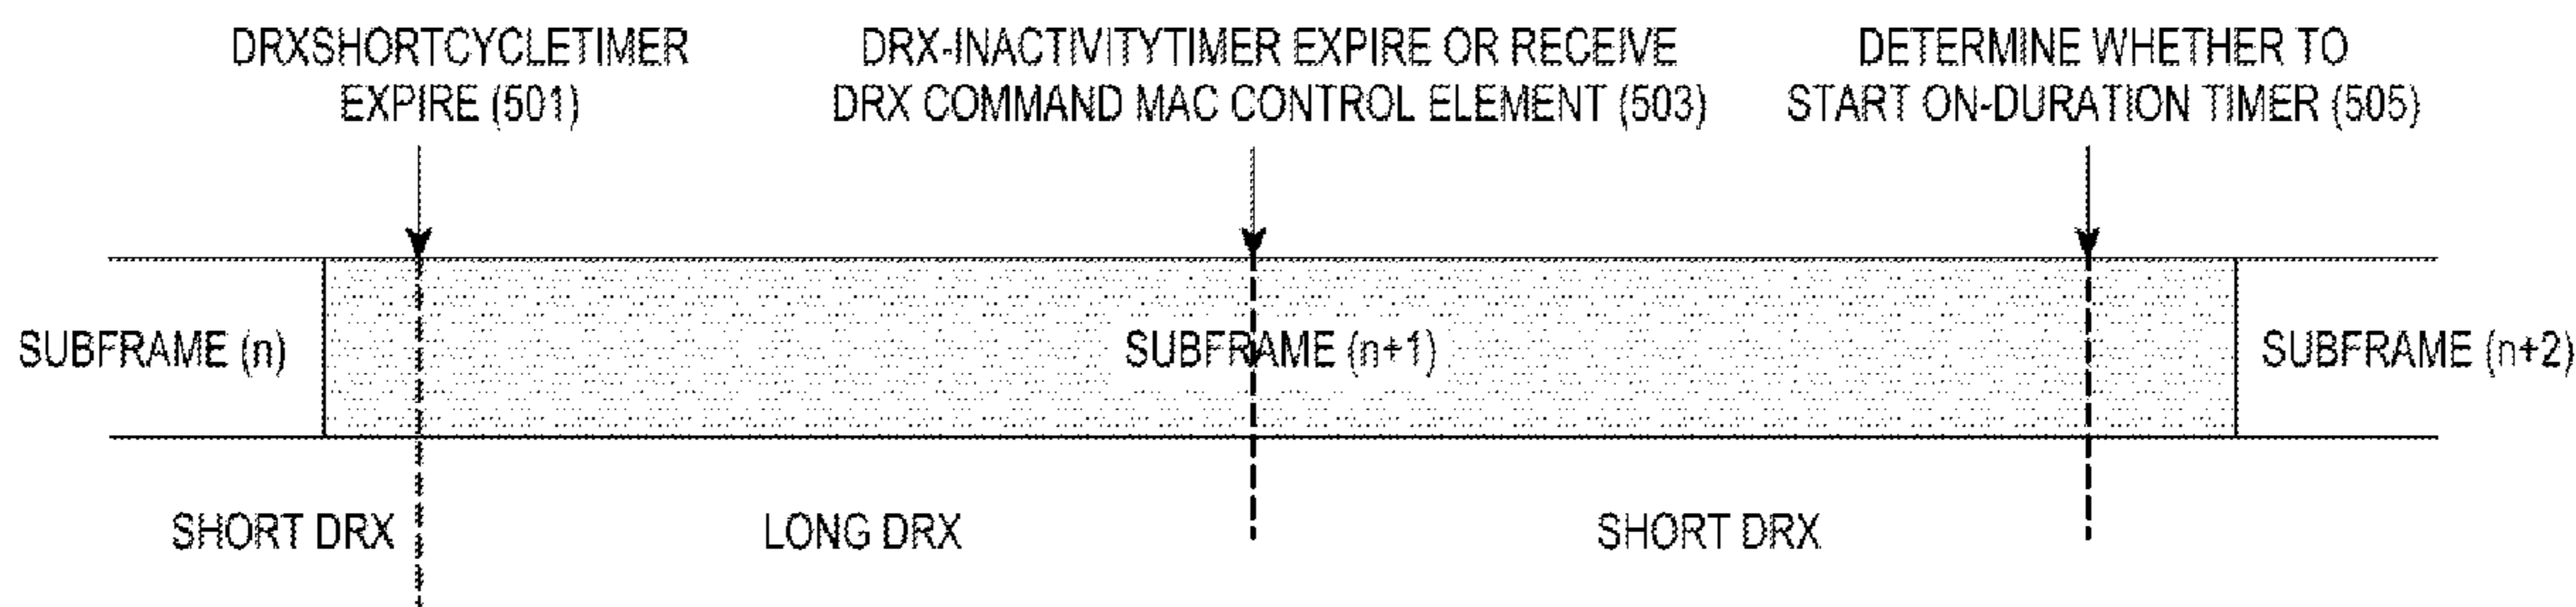 DRXSHORTCYCLETIMER
EXPIRE (501)
DRX-INACTIVITYTIMER EXPIRE OR RECEIVE
DRX COMMAND MAC CONTROL ELEMENT (503)
DETERMINE WHETHER TO
START ON-DURATION TIMER (505)
SUBFRAME (n)
SUBFRAME (n+1)
SUBFRAME (n+2)
SHORT DRX
LONG DRX
SHORT DRX